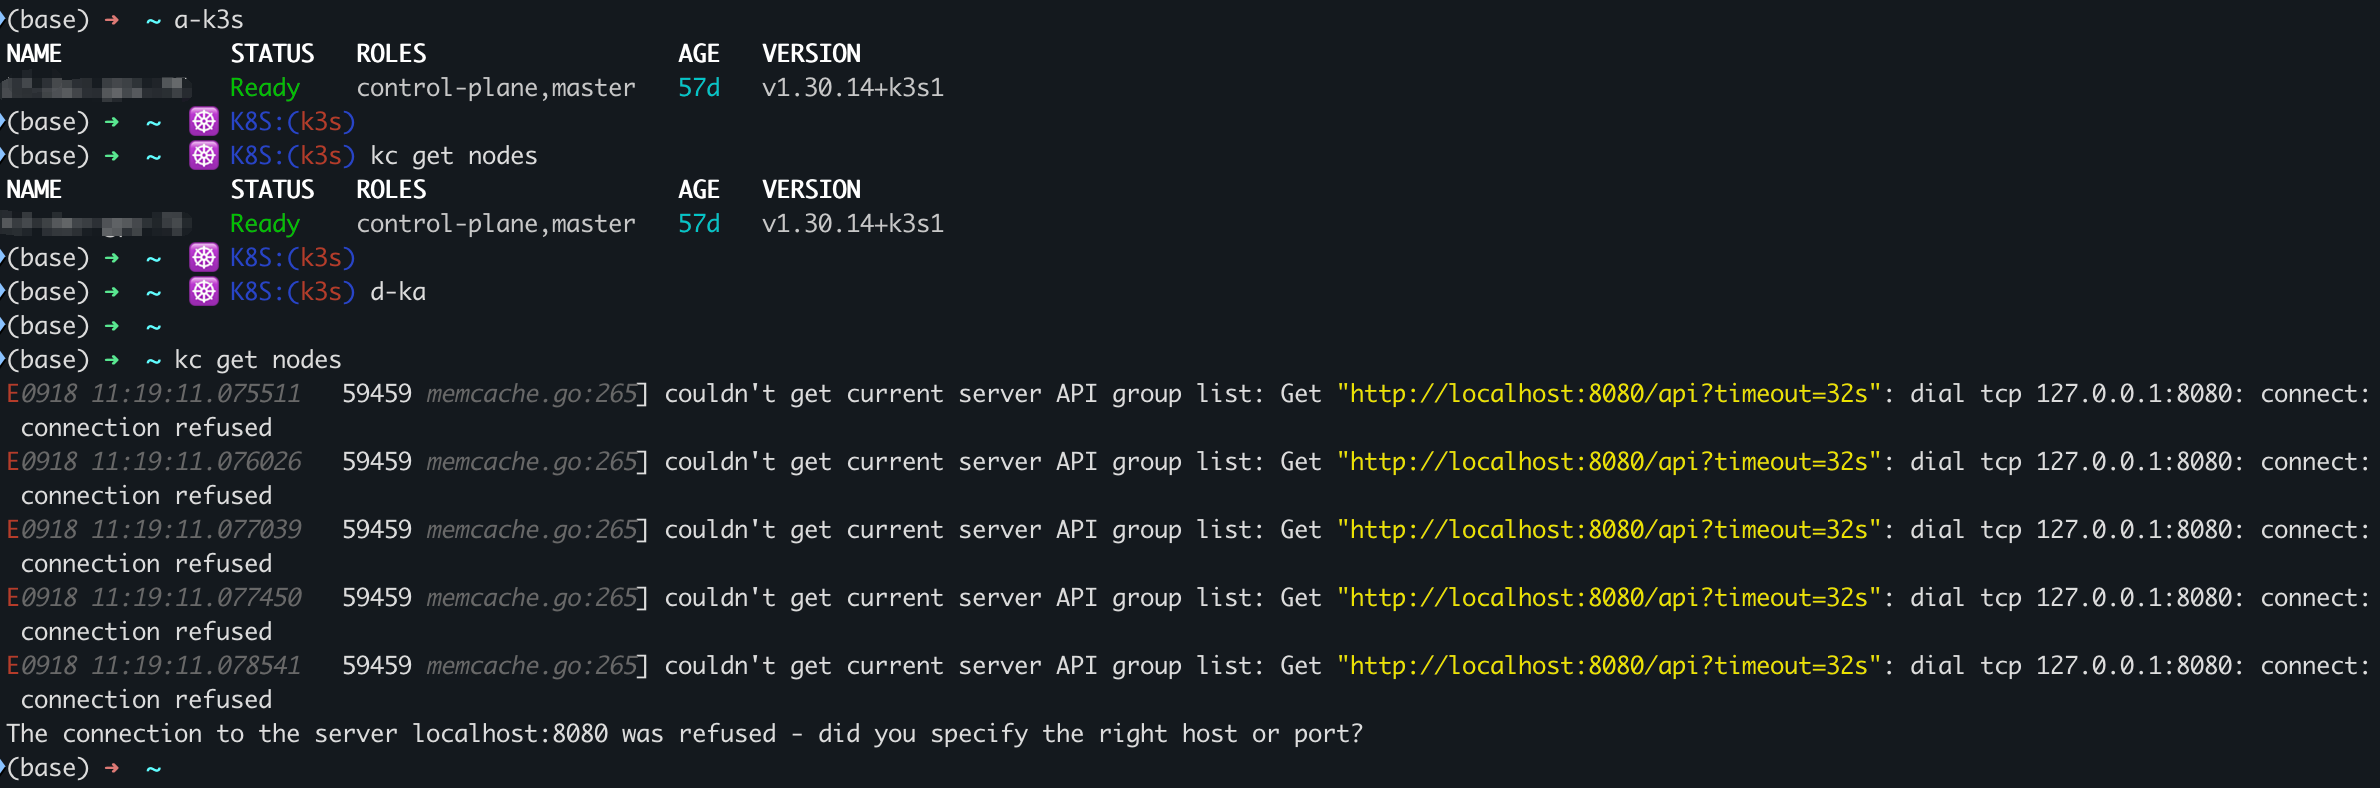 (base) ➜ ~ a-k3s
NAME STATUS ROLES AGE VERSION
Ready control-plane,master 57d v1.30.14+k3s1
(base) ➜ ~ ☸ K8S:(k3s)
(base) ➜ ~ ☸ K8S:(k3s) kc get nodes
NAME STATUS ROLES AGE VERSION
Ready control-plane,master 57d v1.30.14+k3s1
(base) ➜ ~ ☸ K8S:(k3s)
(base) ➜ ~ ☸ K8S:(k3s) d-ka
(base) ➜ ~
(base) ➜ ~ kc get nodes
E0918 11:19:11.075511 59459 memcache.go:265] couldn't get current server API group list: Get "http://localhost:8080/api?timeout=32s": dial tcp 127.0.0.1:8080: connect:
connection refused
E0918 11:19:11.076026 59459 memcache.go:265] couldn't get current server API group list: Get "http://localhost:8080/api?timeout=32s": dial tcp 127.0.0.1:8080: connect:
connection refused
E0918 11:19:11.077039 59459 memcache.go:265] couldn't get current server API group list: Get "http://localhost:8080/api?timeout=32s": dial tcp 127.0.0.1:8080: connect:
connection refused
E0918 11:19:11.077450 59459 memcache.go:265] couldn't get current server API group list: Get "http://localhost:8080/api?timeout=32s": dial tcp 127.0.0.1:8080: connect:
connection refused
E0918 11:19:11.078541 59459 memcache.go:265] couldn't get current server API group list: Get "http://localhost:8080/api?timeout=32s": dial tcp 127.0.0.1:8080: connect:
connection refused
The connection to the server localhost:8080 was refused - did you specify the right host or port?
(base) ➜ ~